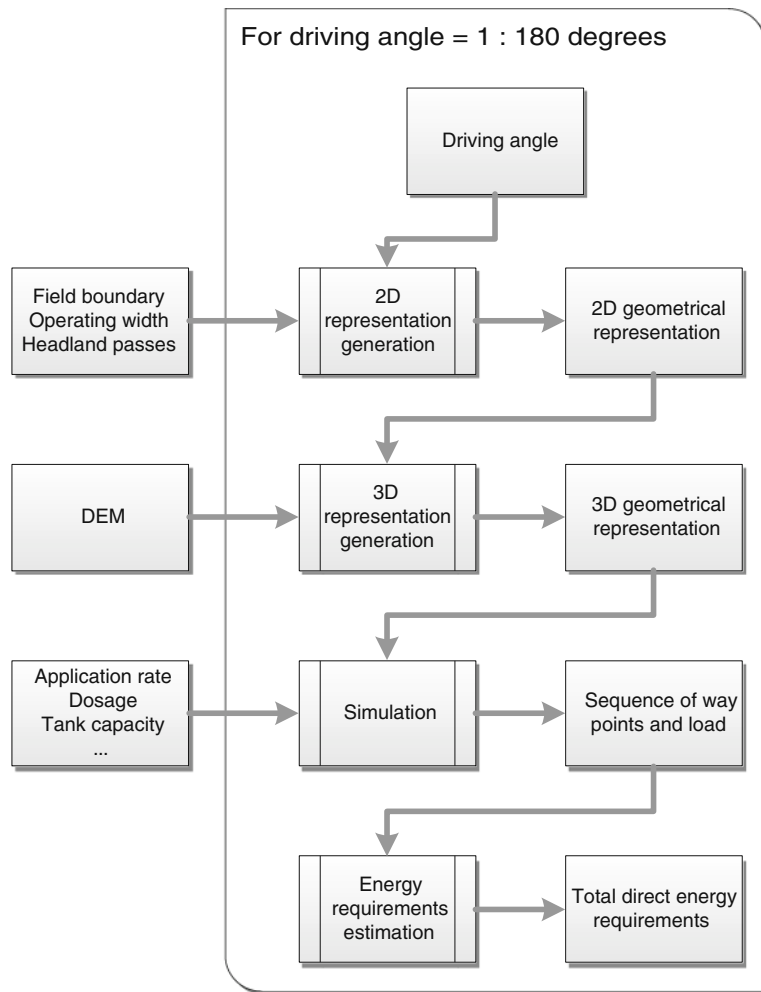 For driving angle = 1 : 180 degrees
Driving angle
Field boundary
Operating width
Headland passes
2D
representation
generation
2D geometrical
representation
DEM
3D
representation
generation
3D geometrical
representation
Application rate
Dosage
Tank capacity
...
Simulation
Sequence of way
points and load
Energy
requirements
estimation
Total direct energy
requirements